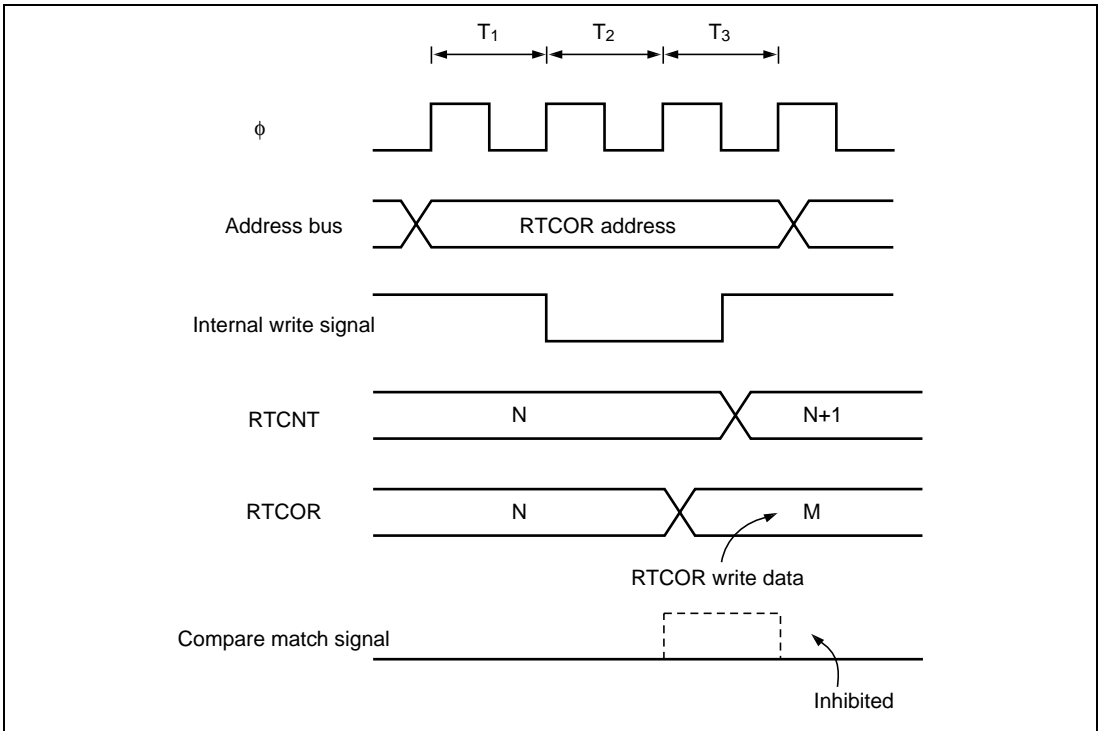 T1 T2 T3
ϕ
Address bus RTCOR address
Internal write signal
RTCNT N N+1
RTCOR N M
RTCOR write data
Compare match signal
Inhibited